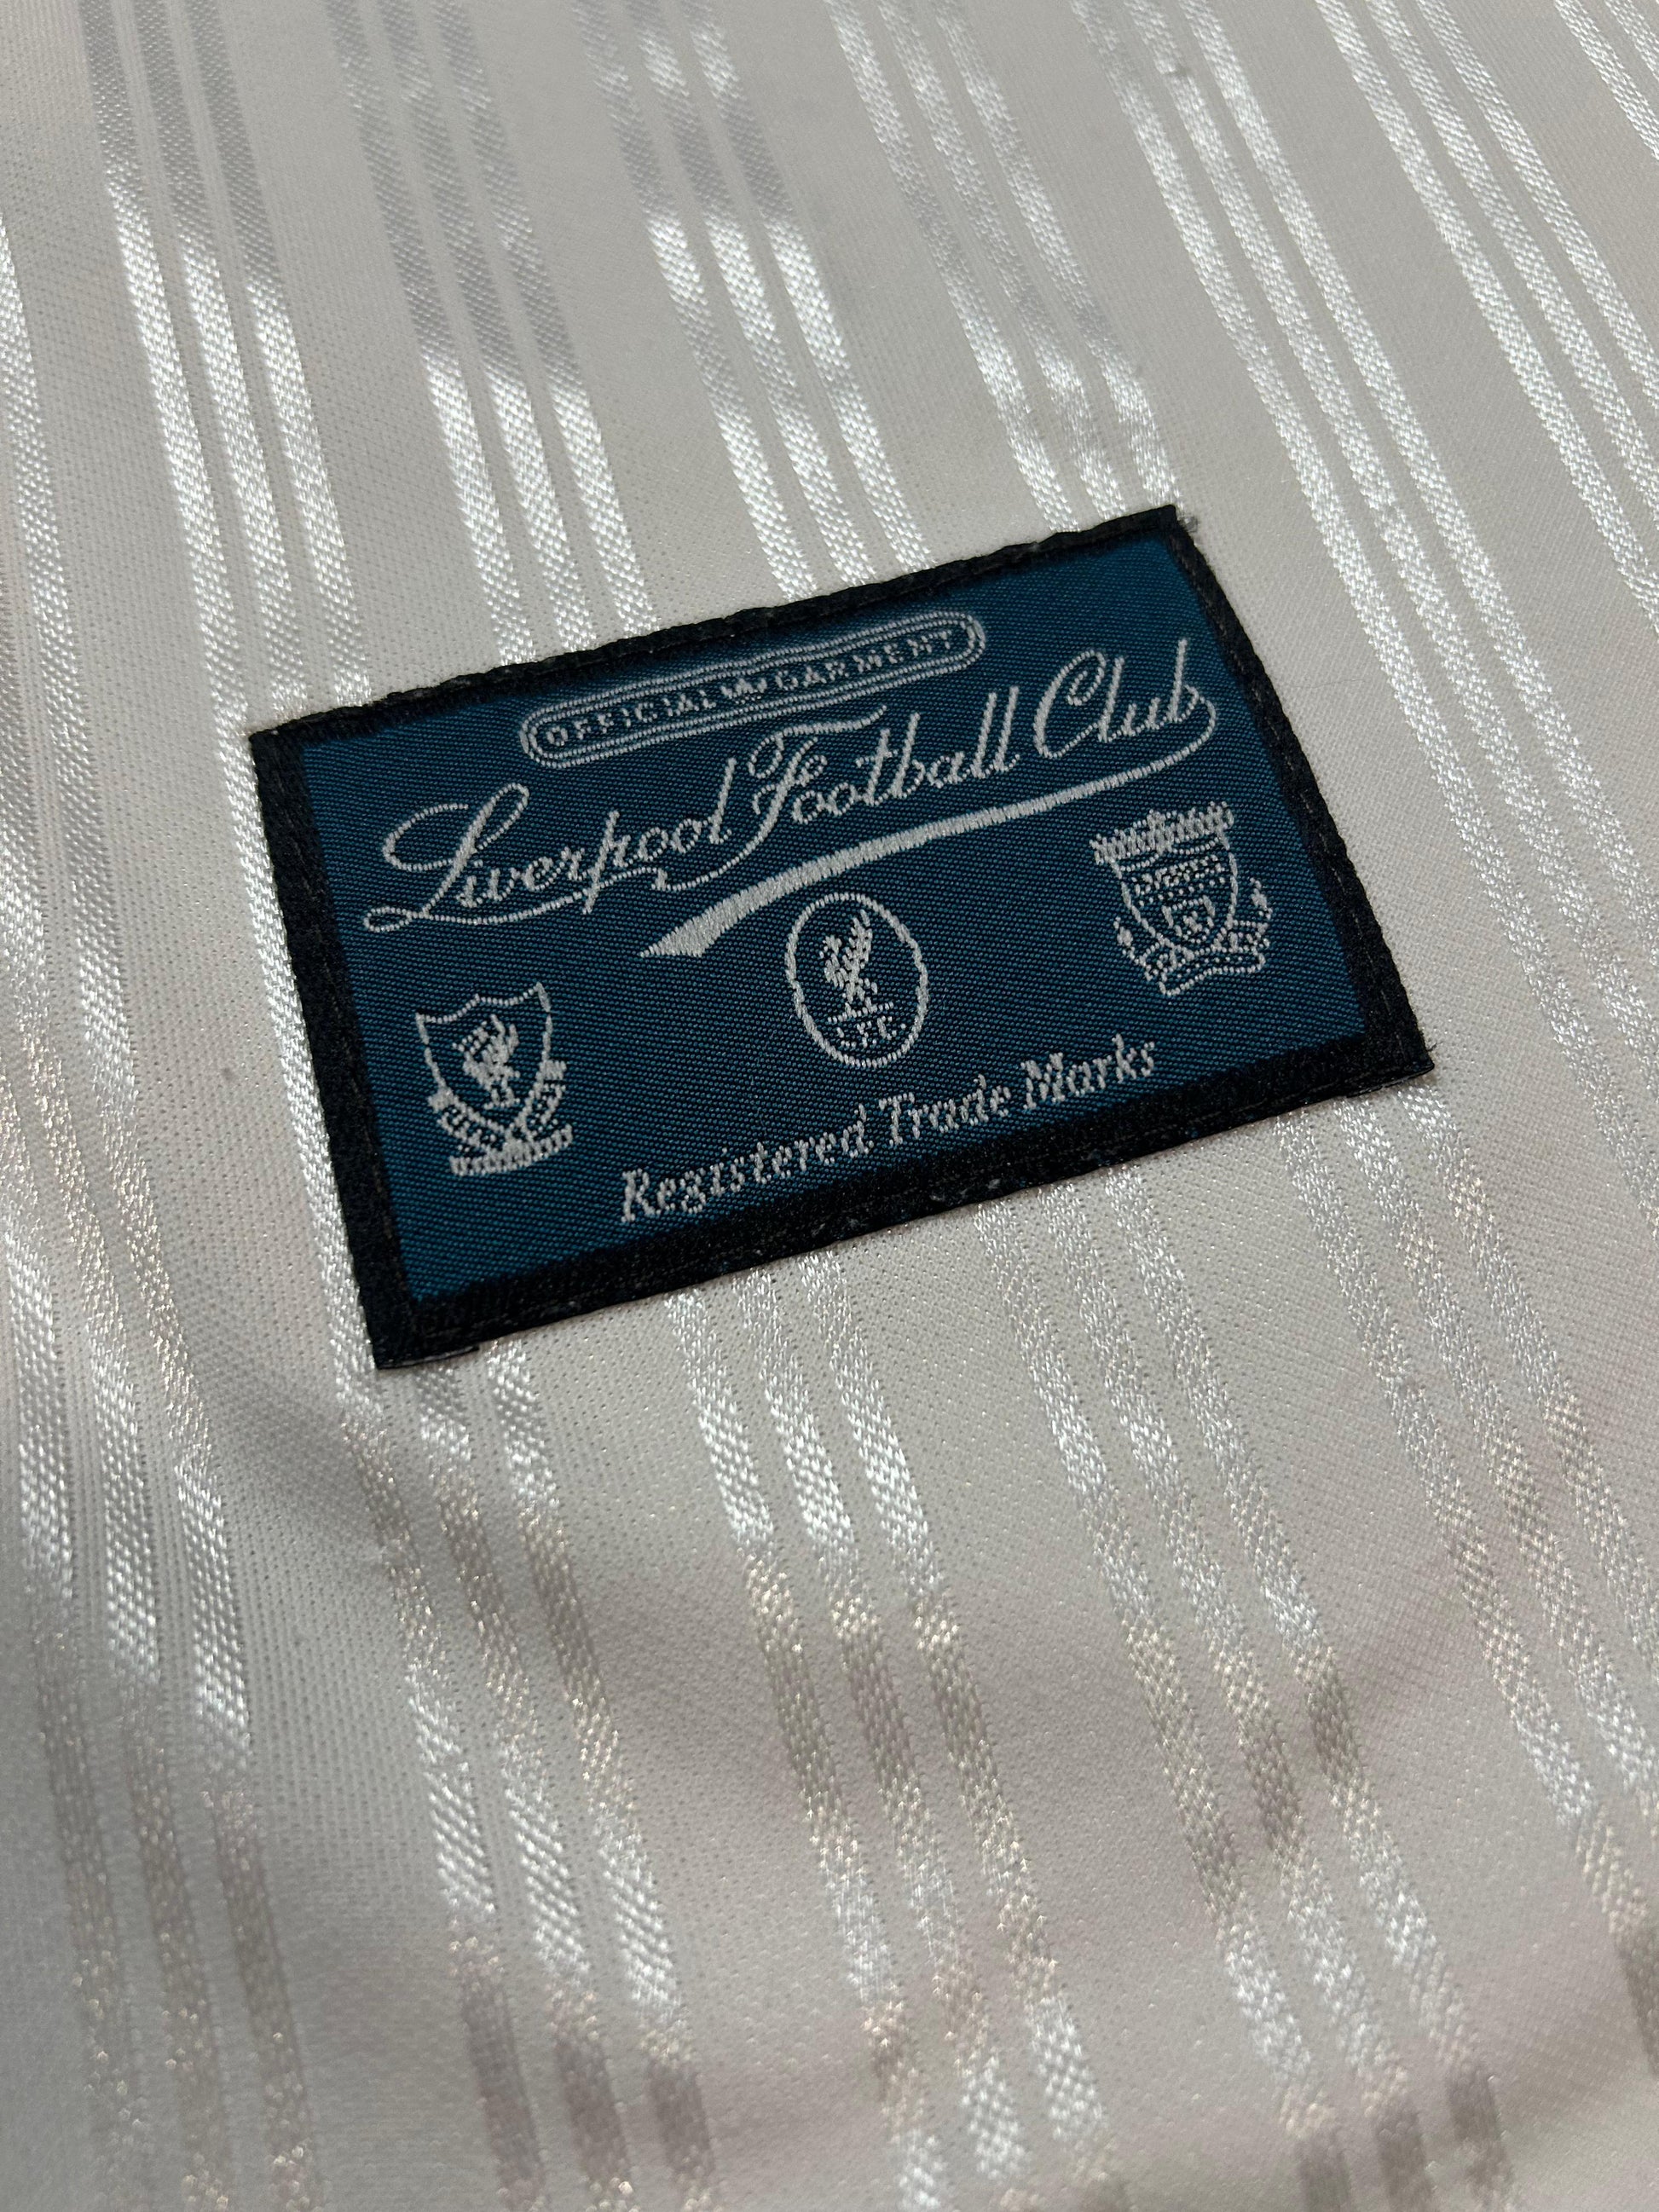 OFFICIAL GARMENT
Liverpool Football Club
L.F.C.
Registered Trade Marks